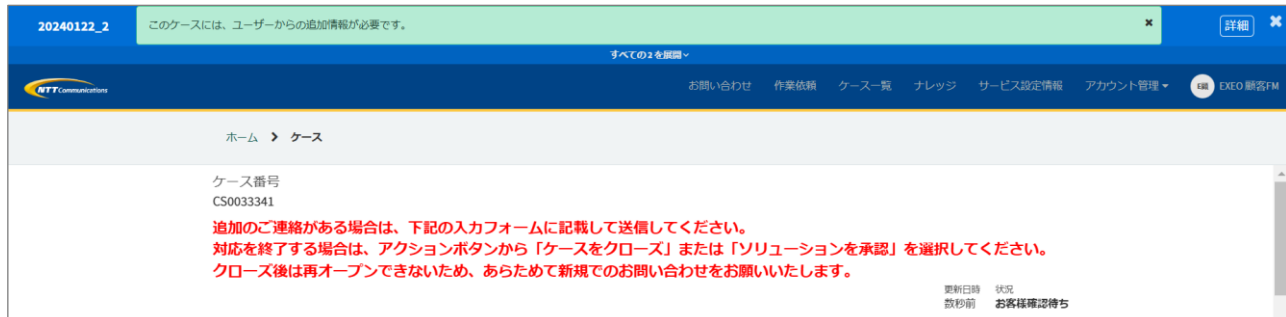 20240122_2
このケースには、ユーザーからの追加情報が必要です。
×
詳細
×
すべての2を展開
NTT Communications
お問い合わせ 作業依頼 ケース一覧 ナレッジ サービス設定情報 アカウント管理 EXEO 顧客FM
ホーム > ケース
ケース番号
CS0033341
追加のご連絡がある場合は、下記の入力フォームに記載して送信してください。
対応を終了する場合は、アクションボタンから「ケースをクローズ」または「ソリューションを承認」を選択してください。
クローズ後は再オープンできないため、あらためて新規でのお問い合わせをお願いいたします。
更新日時 状況
数秒前 お客様確認待ち